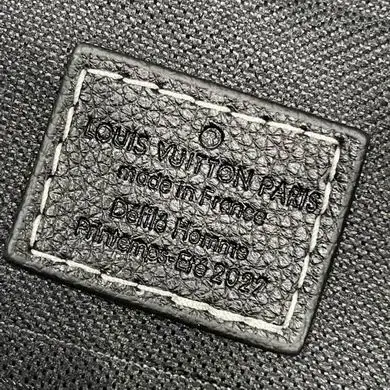 LOUIS VUITTON PARIS
made in France
Défilé Homme
Printemps-Été 2022